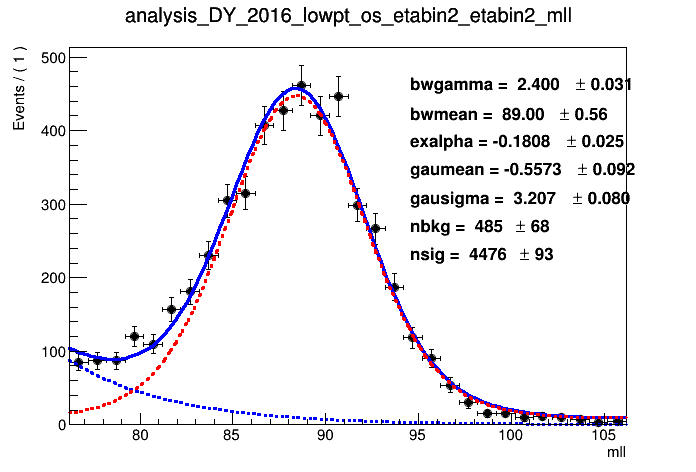 analysis_DY_2016_lowpt_os_etabin2_etabin2_mll
Events / ( 1 )
500
400
300
200
100
0
bwgamma = 2.400 ± 0.031
bwmean = 89.00 ± 0.56
exalpha = -0.1808 ± 0.025
gaumean = -0.5573 ± 0.092
gausigma = 3.207 ± 0.080
nbkg = 485 ± 68
nsig = 4476 ± 93
80 85 90 95 100 105
mll